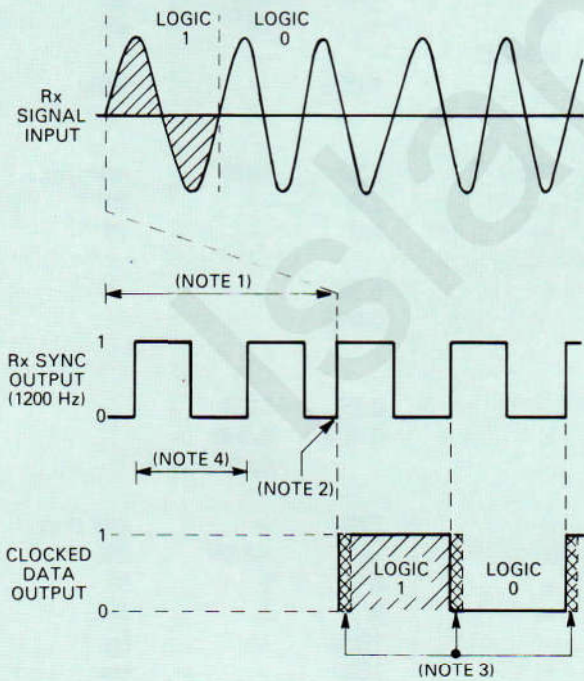 LOGIC
1
LOGIC
0
Rx
SIGNAL
INPUT
(NOTE 1)
1
Rx SYNC
OUTPUT
(1200 Hz)
0
(NOTE 4)
(NOTE 2)
1
CLOCKED
DATA
OUTPUT
LOGIC
1
LOGIC
0
0
(NOTE 3)